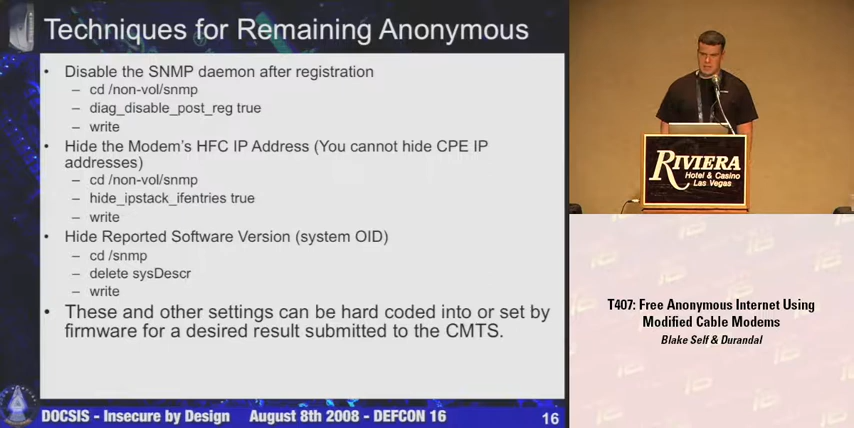 Techniques for Remaining Anonymous
• Disable the SNMP daemon after registration
– cd /non-vol/snmp
– diag_disable_post_reg true
– write
• Hide the Modem's HFC IP Address (You cannot hide CPE IP
addresses)
– cd /non-vol/snmp
– hide_ipstack_ifentries true
– write
• Hide Reported Software Version (system OID)
– cd /snmp
– delete sysDescr
– write
• These and other settings can be hard coded into or set by
firmware for a desired result submitted to the CMTS.
DOCSIS - Insecure by Design August 8th 2008 - DEFCON 16 16
RIVIERA
Hotel & Casino
Las Vegas
T407: Free Anonymous Internet Using
Modified Cable Modems
Blake Self & Durandal